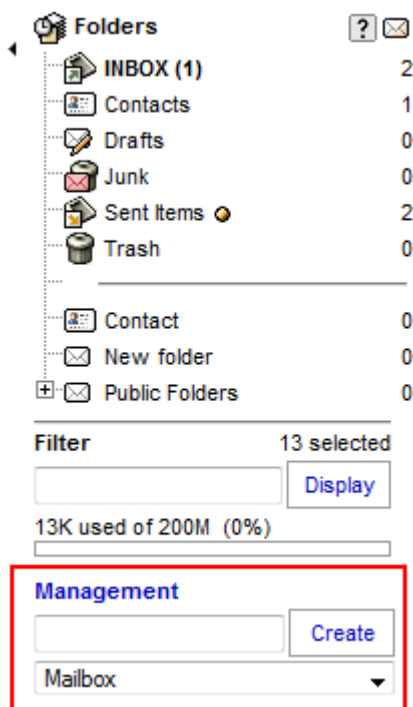 Folders ?
INBOX (1) 2
Contacts 1
Drafts 0
Junk 0
Sent Items 2
Trash 0
Contact 0
New folder 0
Public Folders 0
Filter 13 selected
Display
13K used of 200M (0%)
Management
Create
Mailbox